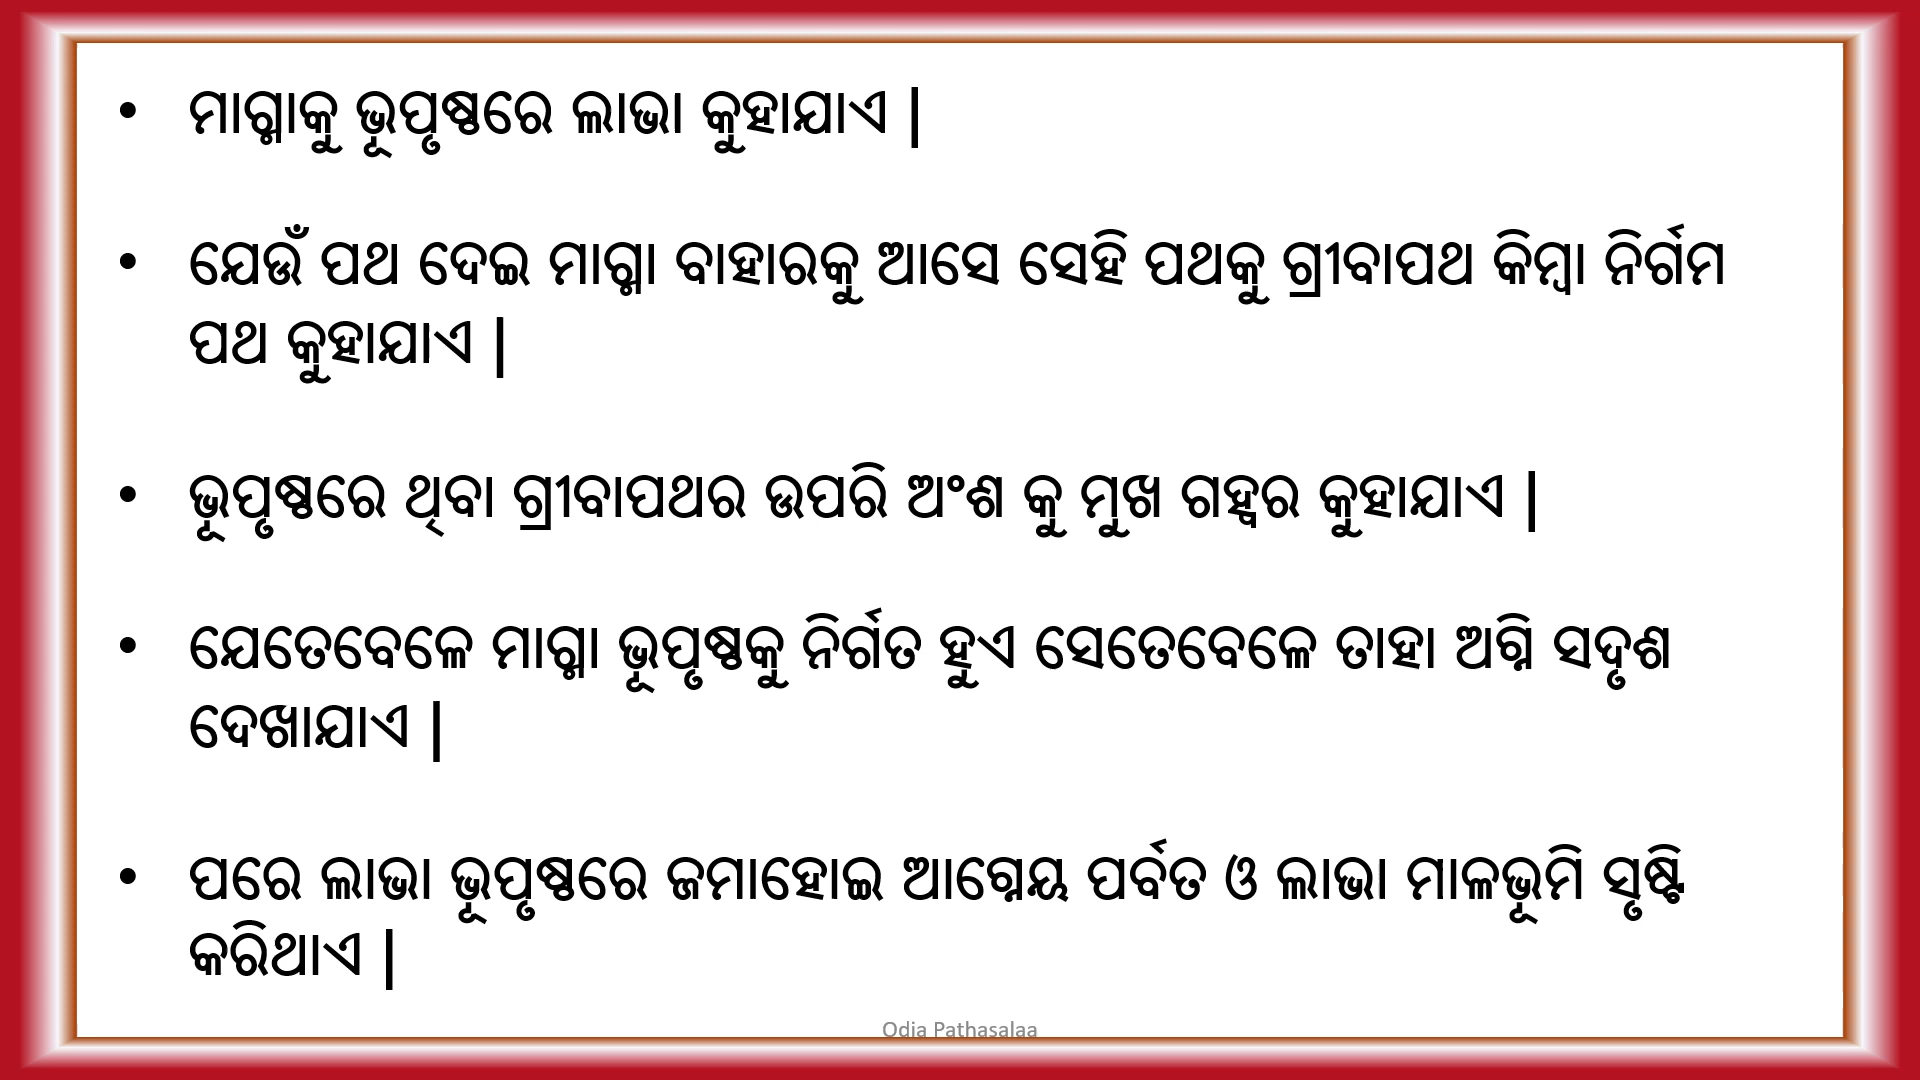 • ମାଗ୍ମାକୁ ଭୂପୃଷ୍ଠରେ ଲାଭା କୁହାଯାଏ |
• ଯେଉଁ ପଥ ଦେଇ ମାଗ୍ମା ବାହାରକୁ ଆସେ ସେହି ପଥକୁ ଗ୍ରୀବାପଥ କିମ୍ବା ନିର୍ଗମ
ପଥ କୁହାଯାଏ |
• ଭୂପୃଷ୍ଠରେ ଥିବା ଗ୍ରୀବାପଥର ଉପରି ଅଂଶ କୁ ମୁଖ ଗହ୍ୱର କୁହାଯାଏ |
• ଯେତେବେଳେ ମାଗ୍ମା ଭୂପୃଷ୍ଠକୁ ନିର୍ଗତ ହୁଏ ସେତେବେଳେ ତାହା ଅଗ୍ନି ସଦୃଶ
ଦେଖାଯାଏ |
• ପରେ ଲାଭା ଭୂପୃଷ୍ଠରେ ଜମାହୋଇ ଆଗ୍ନେୟ ପର୍ବତ ଓ ଲାଭା ମାଳଭୂମି ସୃଷ୍ଟି
କରିଥାଏ |
Odia Pathasalaa